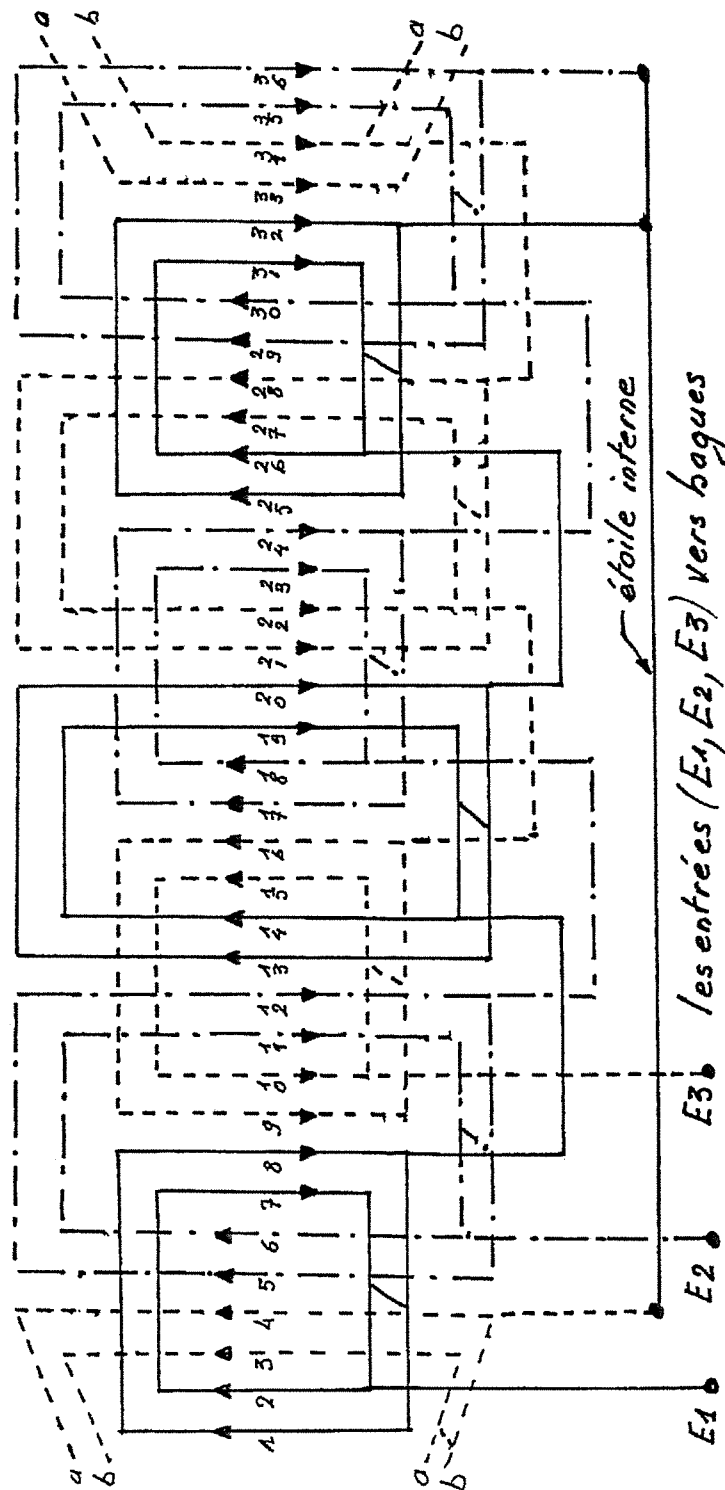 a a
b b
1 2 3 4 5 6 7 8 9 10 11 12 13 14 15 16 17 18 19 20 21 22 23 24 25 26 27 28 29 30 31 32 33 34 35 36
a a
b b
étoile interne
E1 E2 E3 les entrées (E1, E2, E3) vers bagues